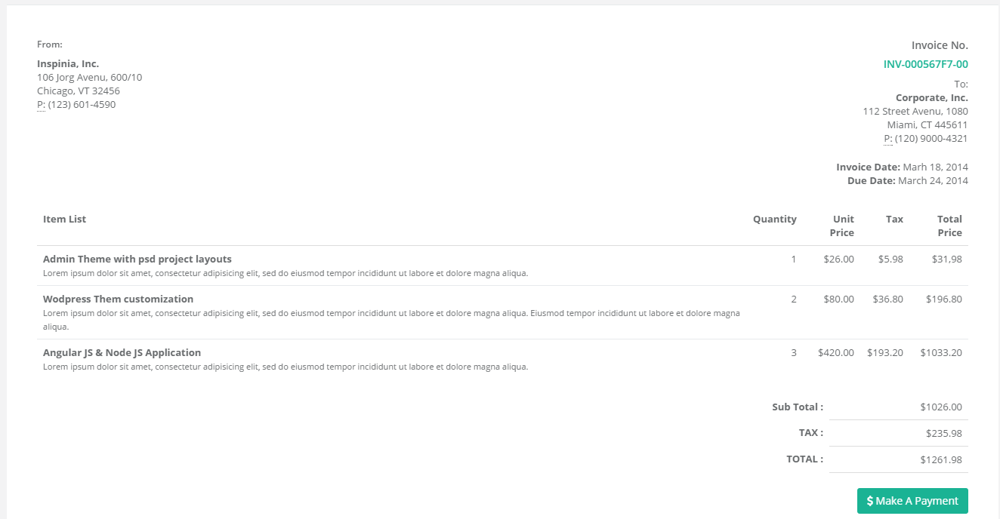 From:
Inspinia, Inc.
106 Jorg Avenu, 600/10
Chicago, VT 32456
P: (123) 601-4590
Invoice No.
INV-000567F7-00
To:
Corporate, Inc.
112 Street Avenu, 1080
Miami, CT 445611
P: (120) 9000-4321
Invoice Date: Marh 18, 2014
Due Date: March 24, 2014
Item List Quantity Unit Price Tax Total Price
Admin Theme with psd project layouts 1 $26.00 $5.98 $31,98
Lorem ipsum dolor sit amet, consectetur adipisicing elit, sed do eiusmod tempor incididunt ut labore et dolore magna aliqua.
Wodpress Them customization 2 $80.00 $36.80 $196.80
Lorem ipsum dolor sit amet, consectetur adipisicing elit, sed do eiusmod tempor incididunt ut labore et dolore magna aliqua. Eiusmod tempor incididunt ut labore et dolore magna
aliqua.
Angular JS & Node JS Application 3 $420.00 $193.20 $1033.20
Lorem ipsum dolor sit amet, consectetur adipisicing elit, sed do eiusmod tempor incididunt ut labore et dolore magna aliqua.
Sub Total : $1026.00
TAX : $235.98
TOTAL : $1261.98
$ Make A Payment